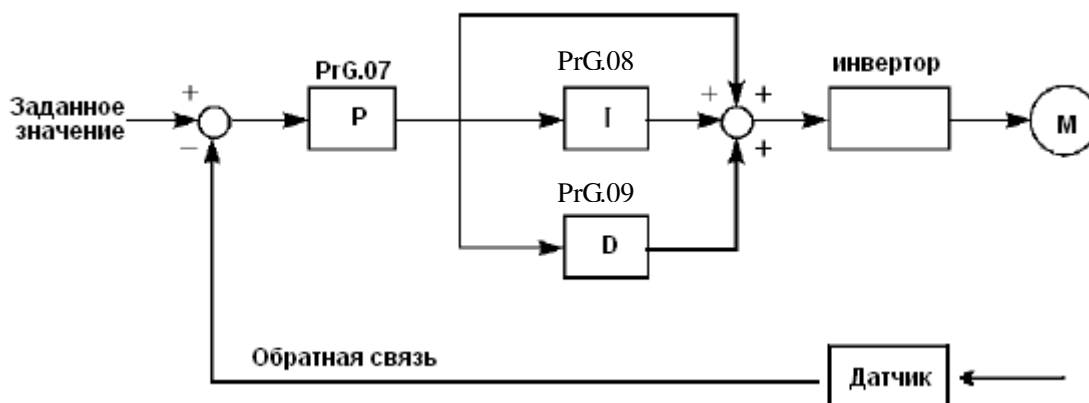 PrG.07
PrG.08
инвертор
Заданное
значение
+
−
P
I
+
+
+
M
PrG.09
D
Обратная связь
Датчик